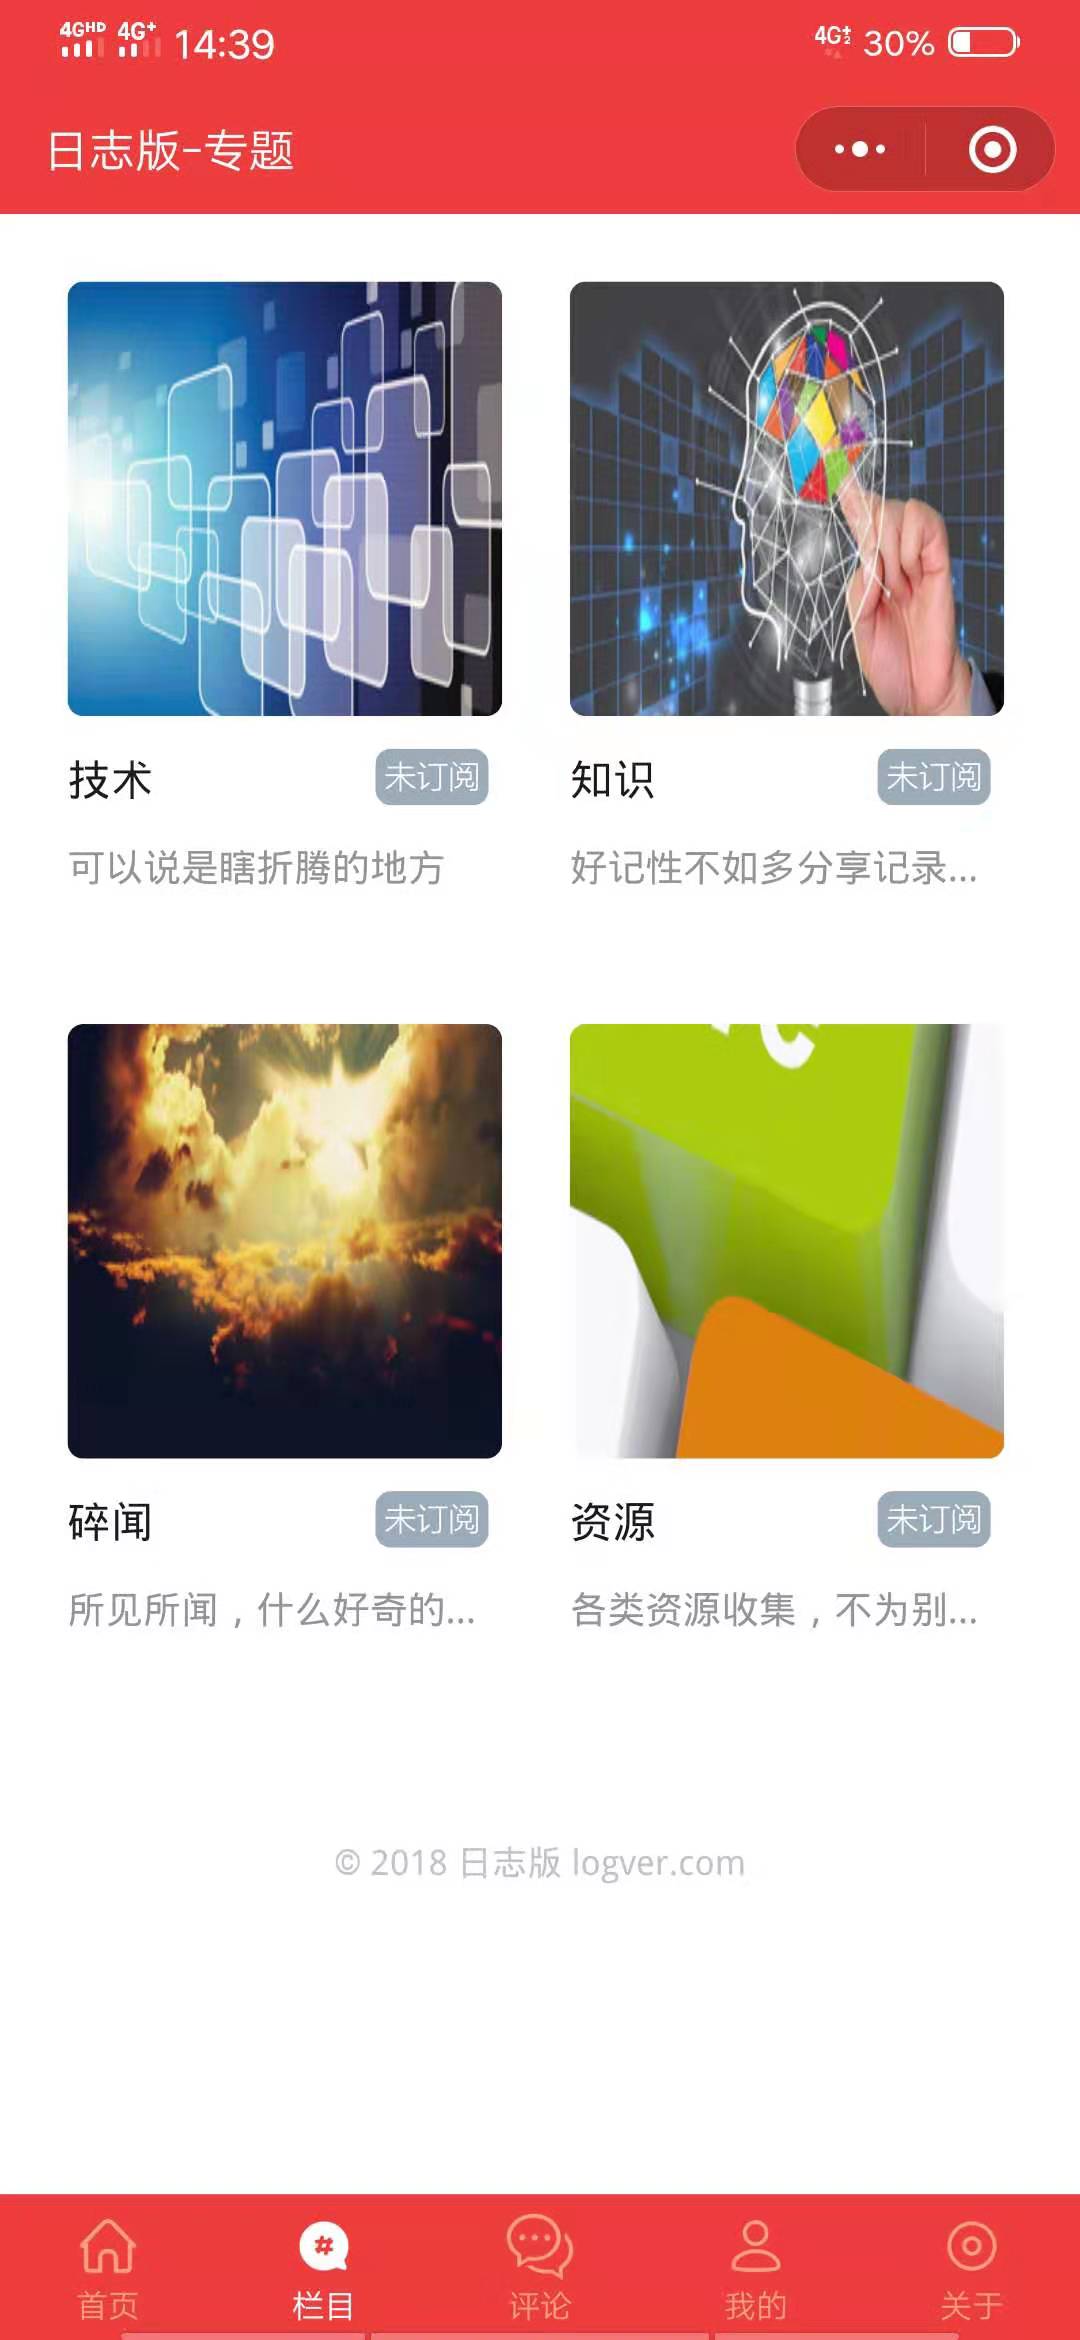 4GHD 4G+ 14:39 4G± 2 30%
日志版-专题
技术 未订阅 知识 未订阅
可以说是瞎折腾的地方 好记性不如多分享记录...
碎闻 未订阅 资源 未订阅
所见所闻，什么好奇的... 各类资源收集，不为别...
© 2018 日志版 logver.com
首页 栏目 评论 我的 关于